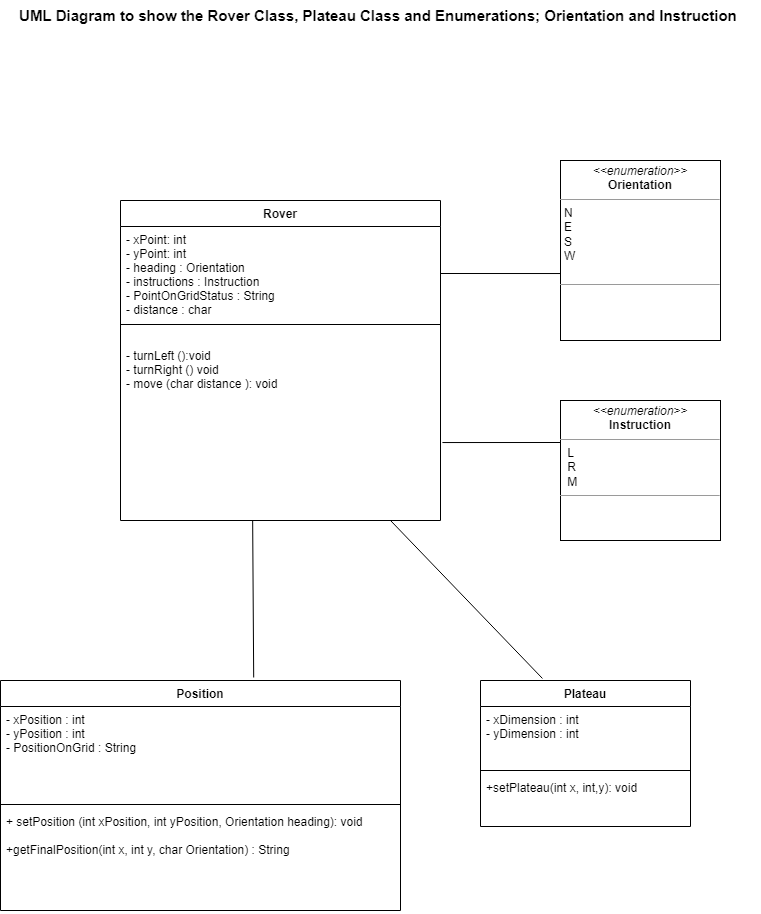 UML Diagram to show the Rover Class, Plateau Class and Enumerations; Orientation and Instruction
<<enumeration>>
Orientation
N
E
S
W
Rover
- xPoint: int
- yPoint: int
- heading : Orientation
- instructions : Instruction
- PointOnGridStatus : String
- distance : char
- turnLeft ():void
- turnRight () void
- move (char distance ): void
<<enumeration>>
Instruction
L
R
M
Position
- xPosition : int
- yPosition : int
- PositionOnGrid : String
+ setPosition (int xPosition, int yPosition, Orientation heading): void
+getFinalPosition(int x, int y, char Orientation) : String
Plateau
- xDimension : int
- yDimension : int
+setPlateau(int x, int,y): void